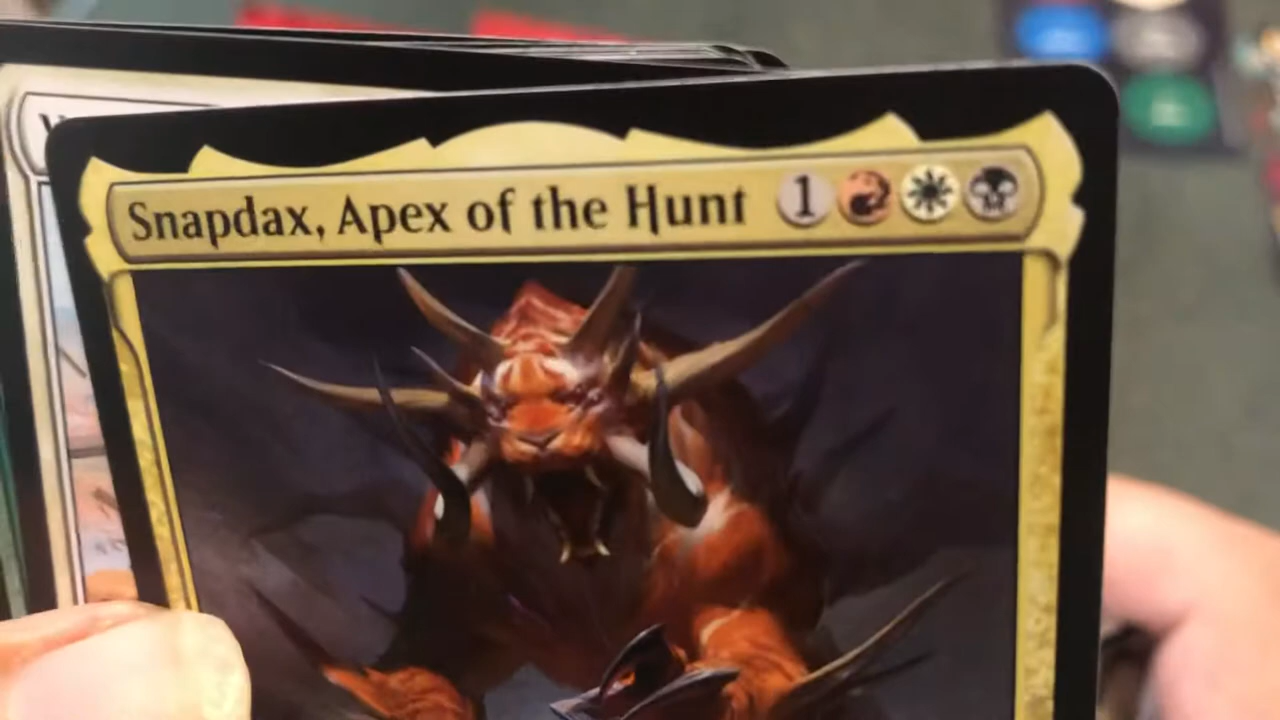 Snapdax, Apex of the Hunt 1